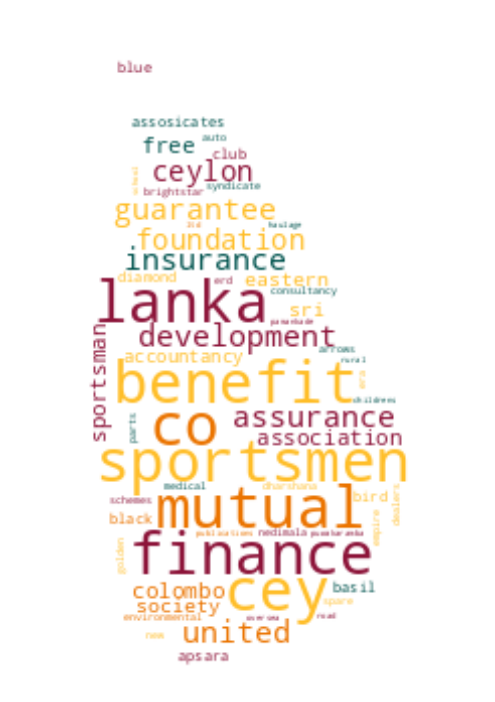 blue
assosicates
auto
free
club
ceylon
syndicate
brightstar
guarantee
ltd
haulage
foundation
insurance
diamond
erd
eastern
consultancy
lanka
sri
development
sportsman
arrows
accountancy
rural
benefit
childrens
co
assurance
parts
association
sportsmen
medical
dharshana
mutual
bird
schemes
dealers
black
empire
publications
nedimala
finance
golden
colombo
cey
basil
society
spare
environmental
oversea
road
united
new
apsara